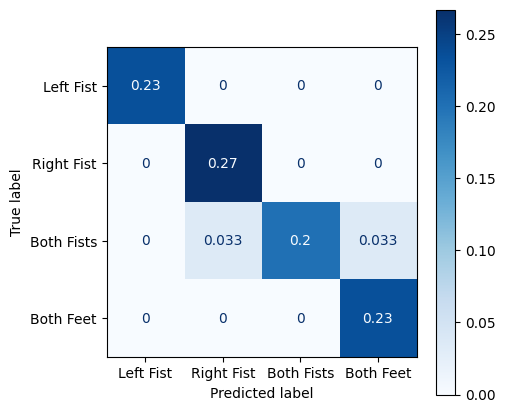 Left Fist 0.23 0 0 0
Right Fist 0 0.27 0 0
Both Fists 0 0.033 0.2 0.033
Both Feet 0 0 0 0.23
Left Fist Right Fist Both Fists Both Feet
Predicted label
True label
0.25
0.20
0.15
0.10
0.05
0.00